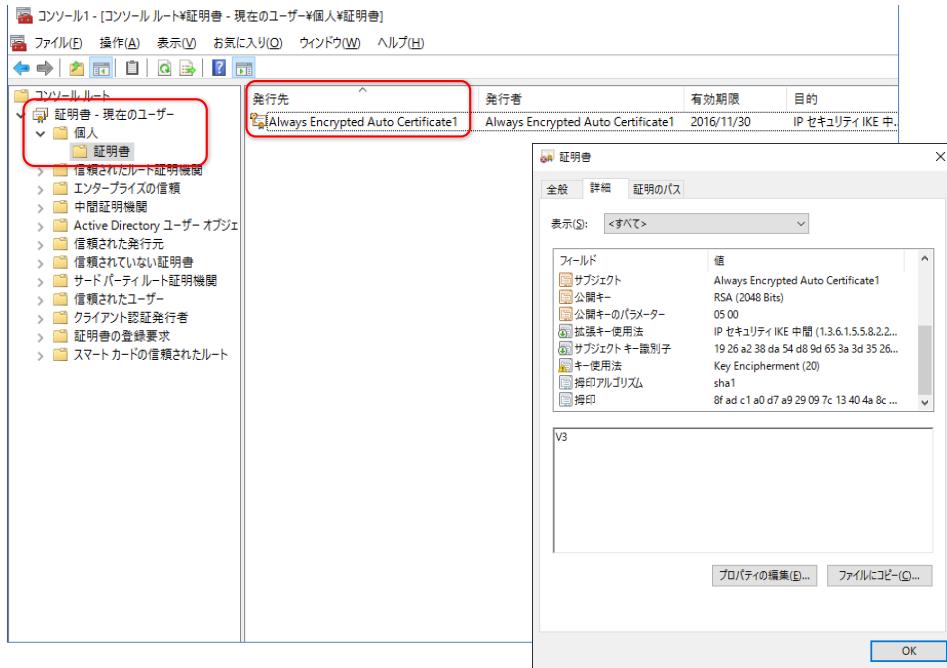 コンソール1 - [コンソール ルート¥証明書 - 現在のユーザー¥個人¥証明書]
ファイル(F) 操作(A) 表示(V) お気に入り(O) ウインドウ(W) ヘルプ(H)
コンソール ルート
証明書 - 現在のユーザー
個人
証明書
信頼されたルート証明機関
エンタープライズの信頼
中間証明機関
Active Directory ユーザー オブジェ
信頼された発行元
信頼されていない証明書
サード パーティ ルート証明機関
信頼されたユーザー
クライアント認証発行者
証明書の登録要求
スマート カードの信頼されたルート
発行先 発行者 有効期限 目的
Always Encrypted Auto Certificate1 Always Encrypted Auto Certificate1 2016/11/30 IP セキュリティ IKE 中...
証明書
全般 詳細 証明のパス
表示(S): <すべて>
フィールド 値
サブジェクト Always Encrypted Auto Certificate1
公開キー RSA (2048 Bits)
公開キーのパラメーター 05 00
拡張キー使用法 IP セキュリティ IKE 中間 (1.3.6.1.5.5.8.2.2...
サブジェクト キー識別子 19 26 a2 38 da 54 d8 9d 65 3a 3d 35 26...
キー使用法 Key Encipherment (20)
拇印アルゴリズム sha1
拇印 8f ad c1 a0 d7 a9 29 09 7c 13 40 4a 8c ...
V3
プロパティの編集(E)... ファイルにコピー(C)...
OK